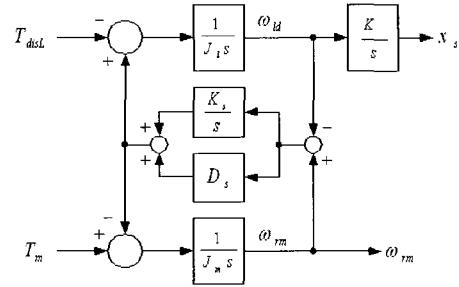 T_disL
−
+
1
J_l s
ω_ld
K
s
x_s
K_s
s
+
+
−
+
D_s
T_m
−
+
1
J_m s
ω_rm
ω_rm